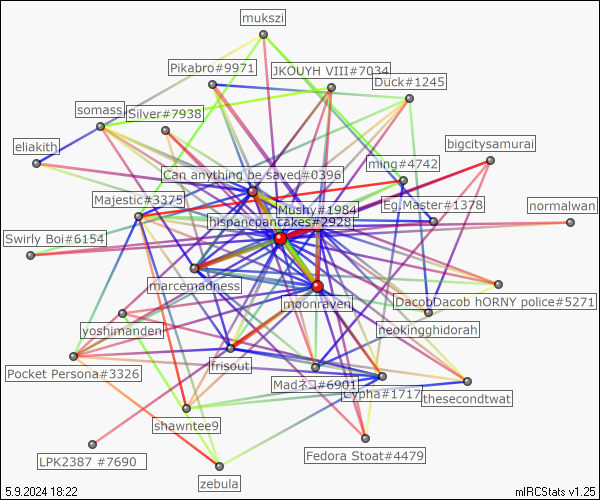 mukszi
Pikabro#9971
JKOUYH VIII#7034
Duck#1245
somass
Silver#7938
eliakith
bigcitysamurai
ming#4742
Can anything be saved#0396
Majestic#3375
Mushy#1984
Eg.Master#1378
normalwan
hispancpancakes#2928
Swirly Boi#6154
marcemadness
moonraven
DacobDacob hORNY police#5271
yoshimanden
neokingghidorah
frisout
Pocket Persona#3326
Madネコ#6901
Cypha#1717
thesecondtwat
shawntee9
LPK2387 #7690
Fedora Stoat#4479
zebula
5.9.2024 18:22
mIRCStats v1.25